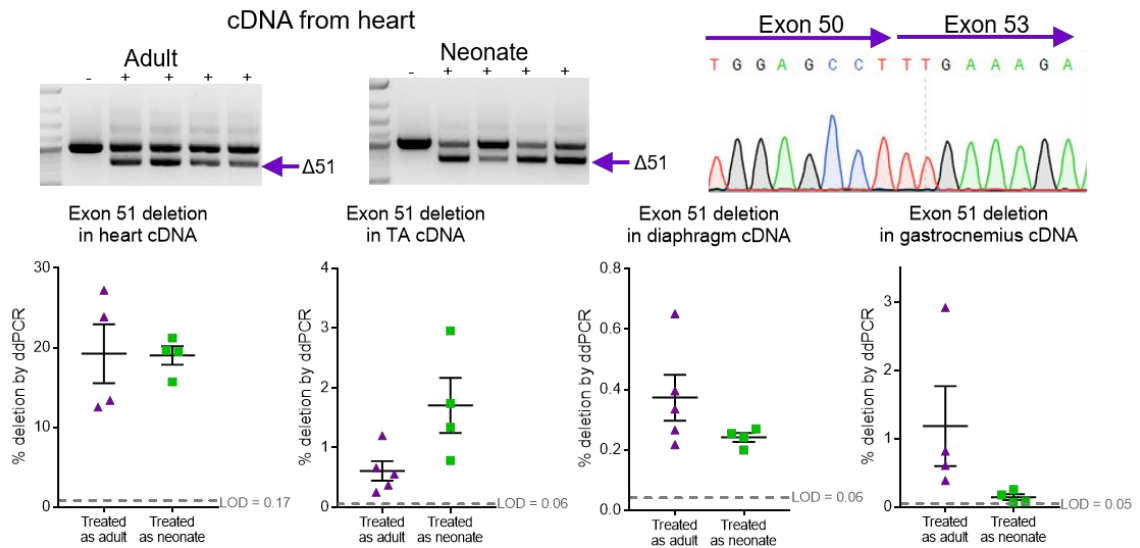 cDNA from heart
Adult
- + + + +
Δ51
Neonate
- + + + +
Δ51
Exon 50 Exon 53
T G G A G C C T T T G A A A G A
Exon 51 deletion
in heart cDNA
% deletion by ddPCR
30
20
10
0
LOD = 0.17
Treated
as adult
Treated
as neonate
Exon 51 deletion
in TA cDNA
% deletion by ddPCR
4
3
2
1
0
LOD = 0.06
Treated
as adult
Treated
as neonate
Exon 51 deletion
in diaphragm cDNA
% deletion by ddPCR
0.8
0.6
0.4
0.2
0.0
LOD = 0.06
Treated
as adult
Treated
as neonate
Exon 51 deletion
in gastrocnemius cDNA
% deletion by ddPCR
3
2
1
0
LOD = 0.05
Treated
as adult
Treated
as neonate